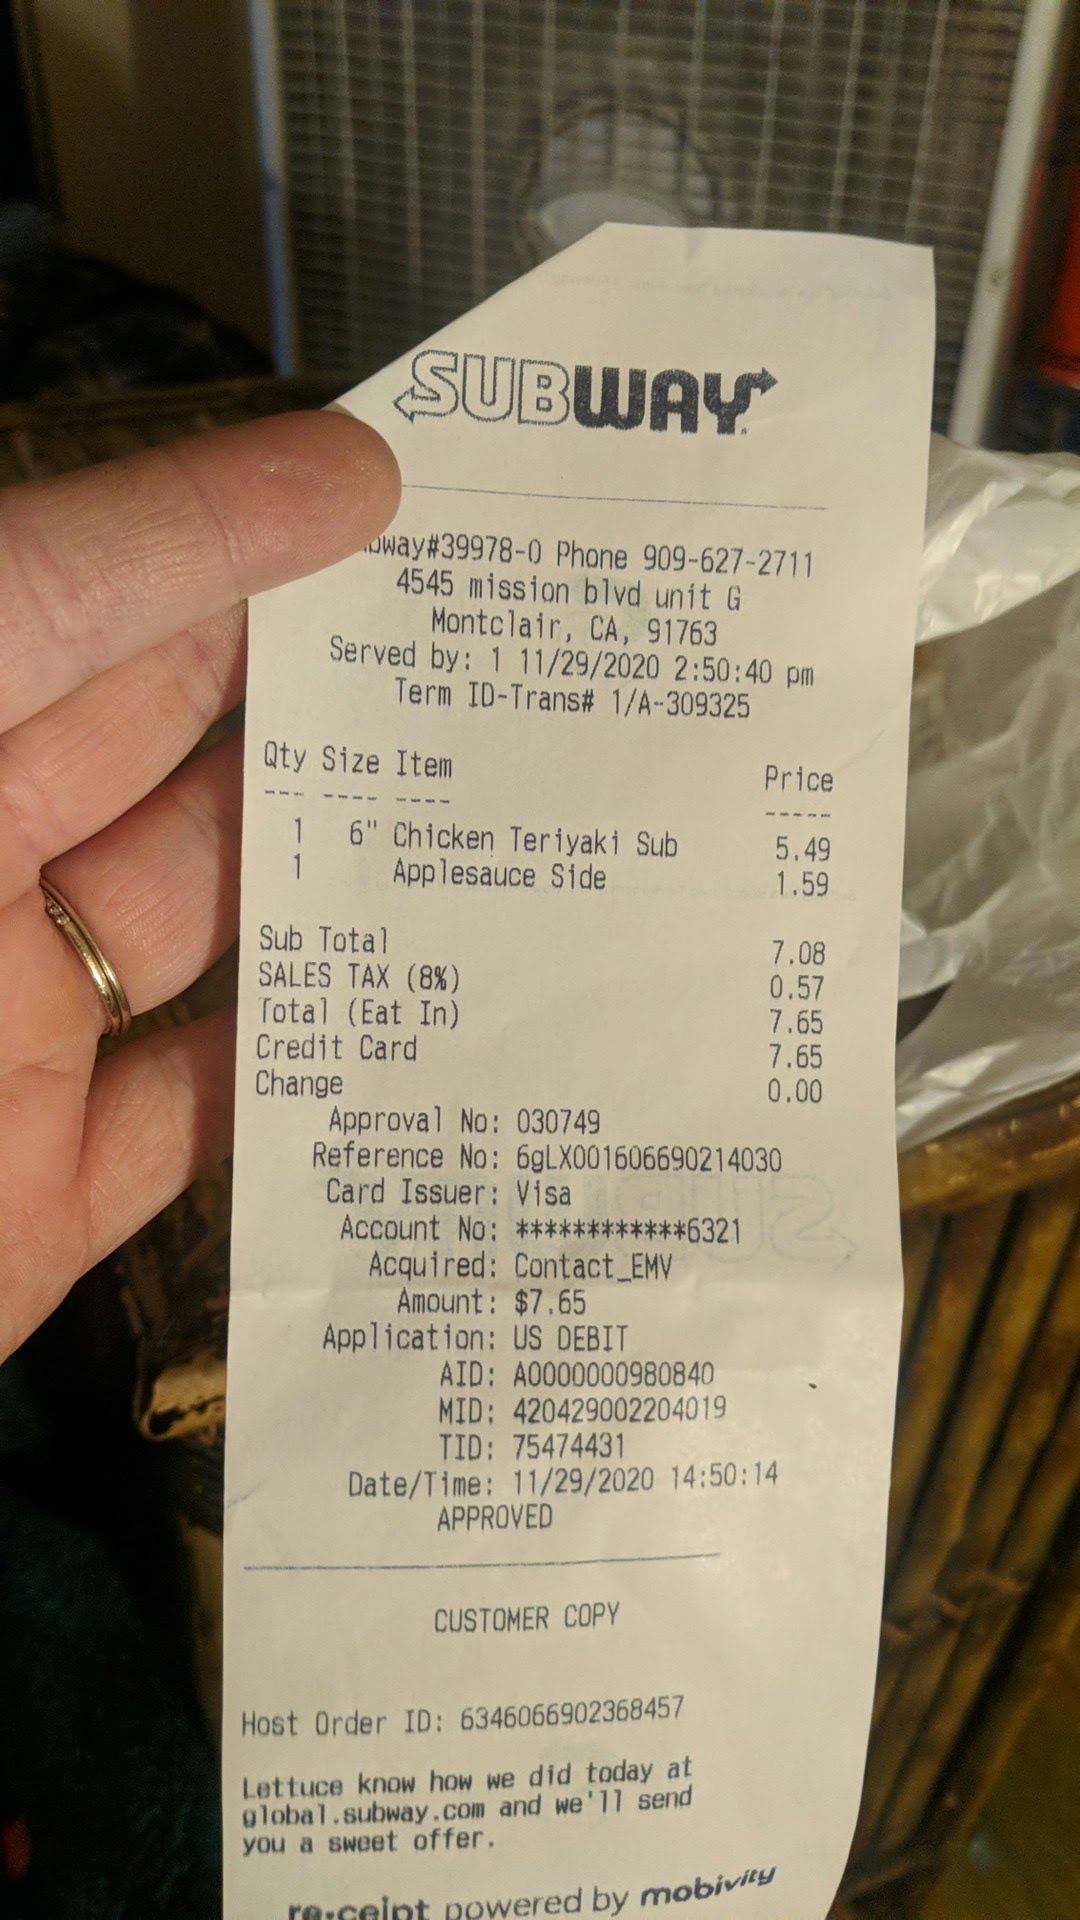 SUBWAY
#39978-0 Phone 909-627-2711
4545 mission blvd unit G
Montclair, CA, 91763
Served by: 1 11/29/2020 2:50:40 pm
Term ID-Trans# 1/A-309325
Qty Size Item Price
--- ---- ---- -----
1 6" Chicken Teriyaki Sub 5.49
1 Applesauce Side 1.59
Sub Total 7.08
SALES TAX (8%) 0.57
Total (Eat In) 7.65
Credit Card 7.65
Change 0.00
Approval No: 030749
Reference No: 6gLX001606690214030
Card Issuer: Visa
Account No: ************6321
Acquired: Contact_EMV
Amount: $7.65
Application: US DEBIT
AID: A0000000980840
MID: 420429002204019
TID: 75474431
Date/Time: 11/29/2020 14:50:14
APPROVED
CUSTOMER COPY
Host Order ID: 6346066902368457
Lettuce know how we did today at
global.subway.com and we'll send
you a sweet offer.
re·ceipt powered by mobivity